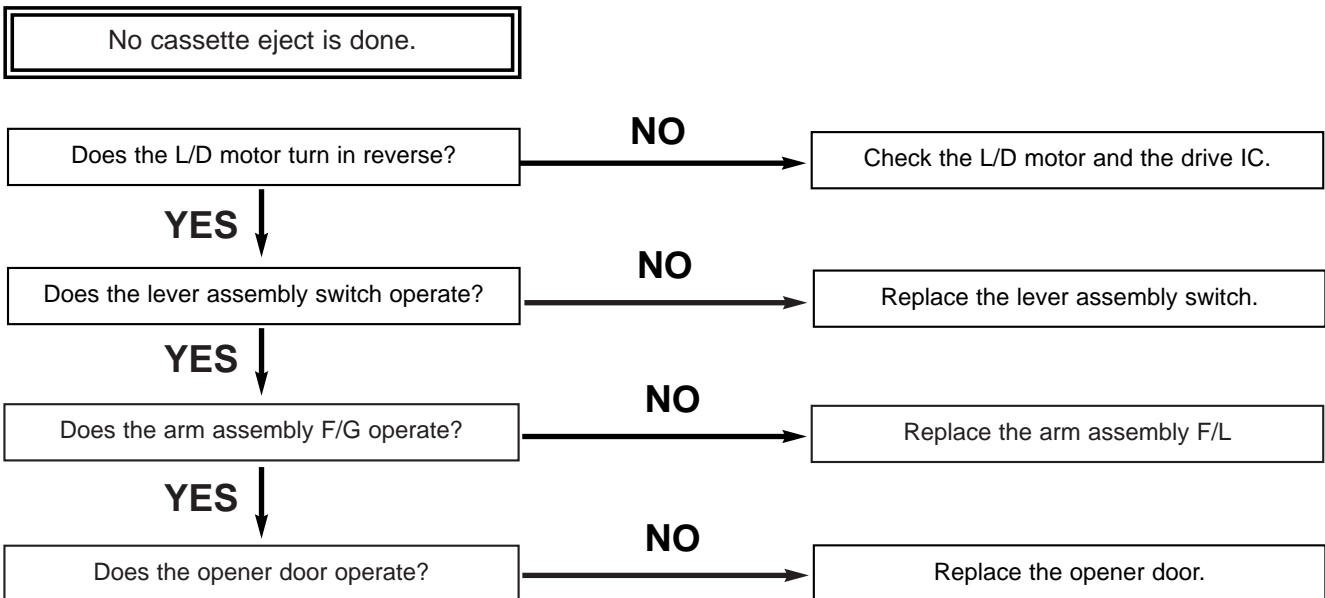 No cassette eject is done.
Does the L/D motor turn in reverse?
NO
Check the L/D motor and the drive IC.
YES
Does the lever assembly switch operate?
NO
Replace the lever assembly switch.
YES
Does the arm assembly F/G operate?
NO
Replace the arm assembly F/L
YES
Does the opener door operate?
NO
Replace the opener door.